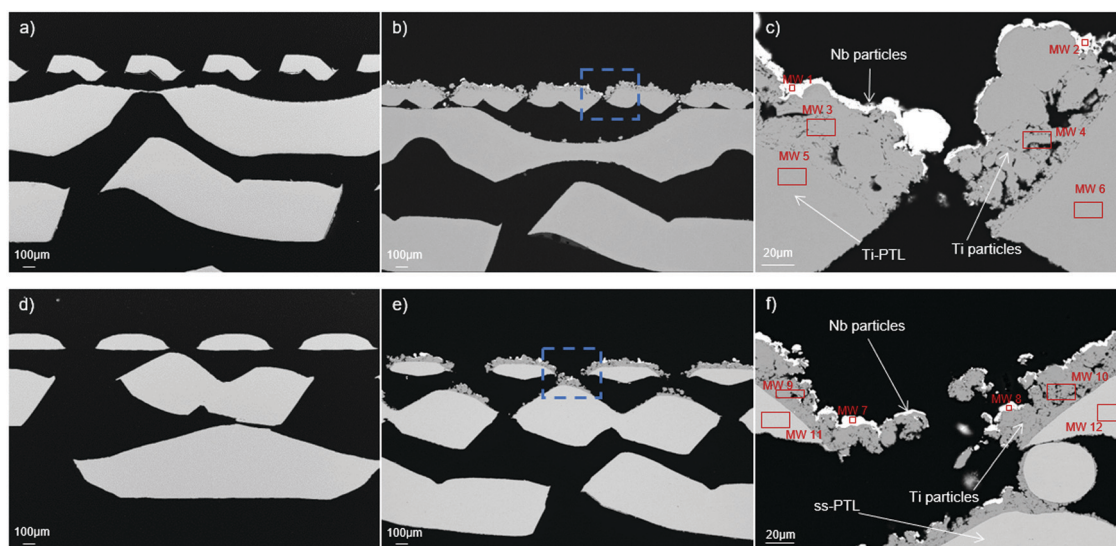 a)
100µm
b)
100µm
c)
Nb particles
MW 1
MW 2
MW 3
MW 4
MW 5
MW 6
Ti-PTL
Ti particles
20µm
d)
100µm
e)
100µm
f)
Nb particles
MW 9
MW 10
MW 7
MW 8
MW 11
MW 12
Ti particles
ss-PTL
20µm